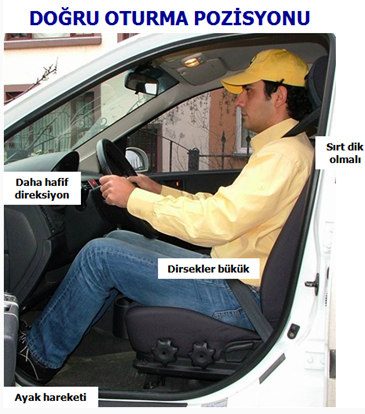 DOĞRU OTURMA POZİSYONU
Sırt dik
olmalı
Daha hafif
direksiyon
Dirsekler bükük
Ayak hareketi